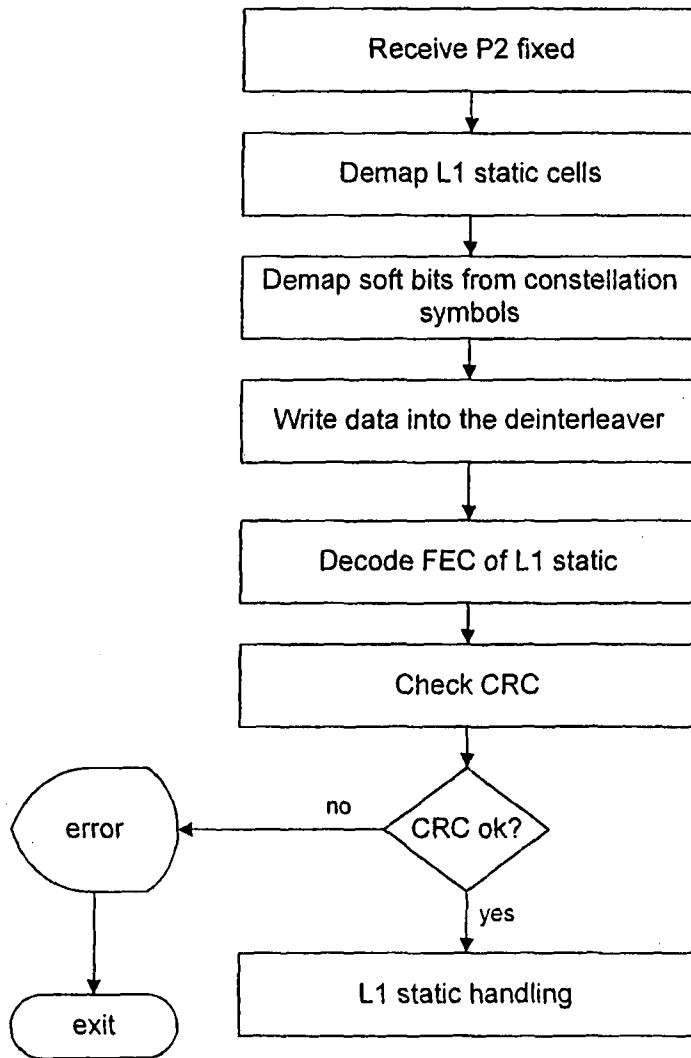 Receive P2 fixed
Demap L1 static cells
Demap soft bits from constellation
symbols
Write data into the deinterleaver
Decode FEC of L1 static
Check CRC
error
no
CRC ok?
yes
L1 static handling
exit